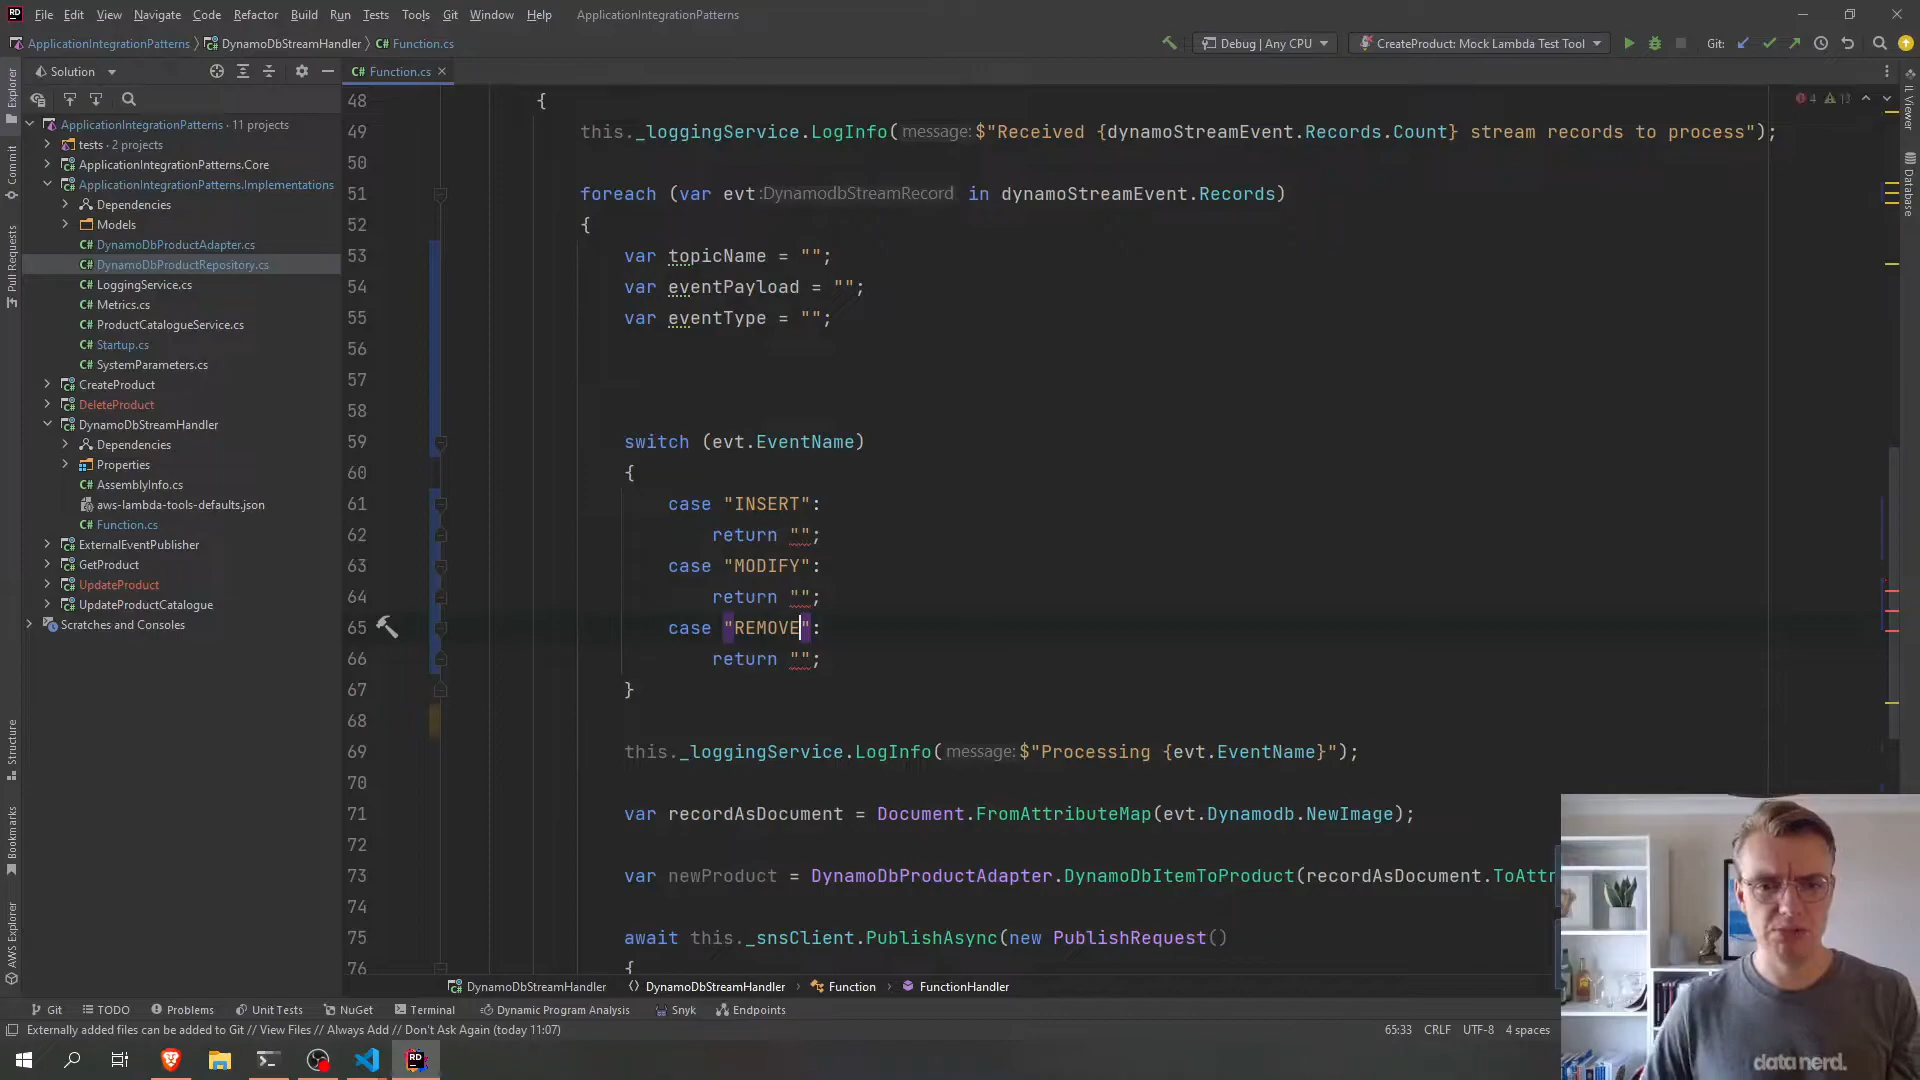 File Edit View Navigate Code Refactor Build Run Tests Tools Git Window Help ApplicationIntegrationPatterns
ApplicationIntegrationPatterns DynamoDbStreamHandler C# Function.cs Debug | Any CPU CreateProduct: Mock Lambda Test Tool Git:
Solution
C# Function.cs
Explorer
Commit
Pull Requests
Structure
Bookmarks
AWS Explorer
IL Viewer
Database
ApplicationIntegrationPatterns · 11 projects
tests · 2 projects
ApplicationIntegrationPatterns.Core
ApplicationIntegrationPatterns.Implementations
Dependencies
Models
C# DynamoDbProductAdapter.cs
C# DynamoDbProductRepository.cs
C# LoggingService.cs
C# Metrics.cs
C# ProductCatalogueService.cs
C# Startup.cs
C# SystemParameters.cs
CreateProduct
DeleteProduct
DynamoDbStreamHandler
Dependencies
Properties
C# AssemblyInfo.cs
aws-lambda-tools-defaults.json
C# Function.cs
ExternalEventPublisher
GetProduct
UpdateProduct
UpdateProductCatalogue
Scratches and Consoles
48 {
49 this._loggingService.LogInfo( message: $"Received {dynamoStreamEvent.Records.Count} stream records to process");
50
51 foreach (var evt :DynamodbStreamRecord in dynamoStreamEvent.Records)
52 {
53 var topicName = "";
54 var eventPayload = "";
55 var eventType = "";
56
57
58
59 switch (evt.EventName)
60 {
61 case "INSERT":
62 return "";
63 case "MODIFY":
64 return "";
65 case "REMOVE":
66 return "";
67 }
68
69 this._loggingService.LogInfo( message: $"Processing {evt.EventName}");
70
71 var recordAsDocument = Document.FromAttributeMap(evt.Dynamodb.NewImage);
72
73 var newProduct = DynamoDbProductAdapter.DynamoDbItemToProduct(recordAsDocument.ToAttr
74
75 await this._snsClient.PublishAsync(new PublishRequest()
76 {
DynamoDbStreamHandler DynamoDbStreamHandler Function FunctionHandler
Git TODO Problems Unit Tests NuGet Terminal Dynamic Program Analysis Snyk Endpoints
Externally added files can be added to Git // View Files // Always Add // Don't Ask Again (today 11:07) 65:33 CRLF UTF-8 4 spaces
data nerd.